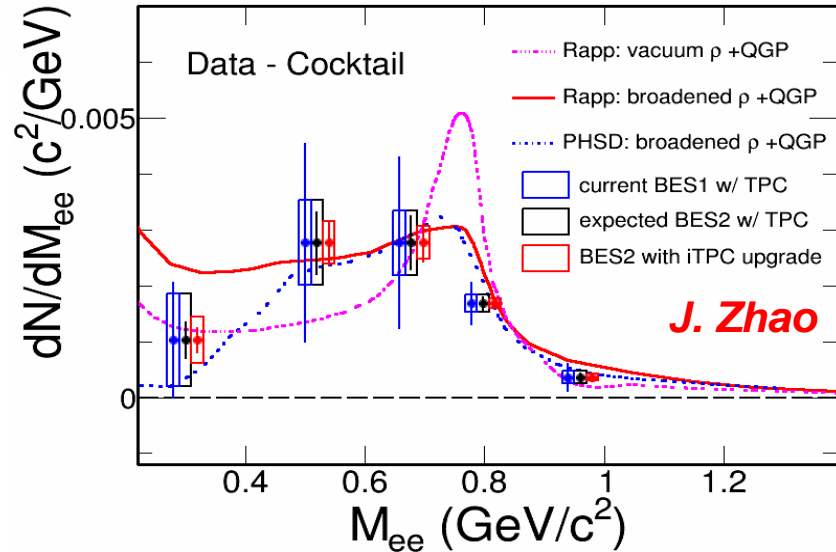 Data - Cocktail
Rapp: vacuum ρ +QGP
Rapp: broadened ρ +QGP
PHSD: broadened ρ +QGP
current BES1 w/ TPC
expected BES2 w/ TPC
BES2 with iTPC upgrade
J. Zhao
dN/dM_ee (c²/GeV)
0.005
0
0.4 0.6 0.8 1 1.2
M_ee (GeV/c²)